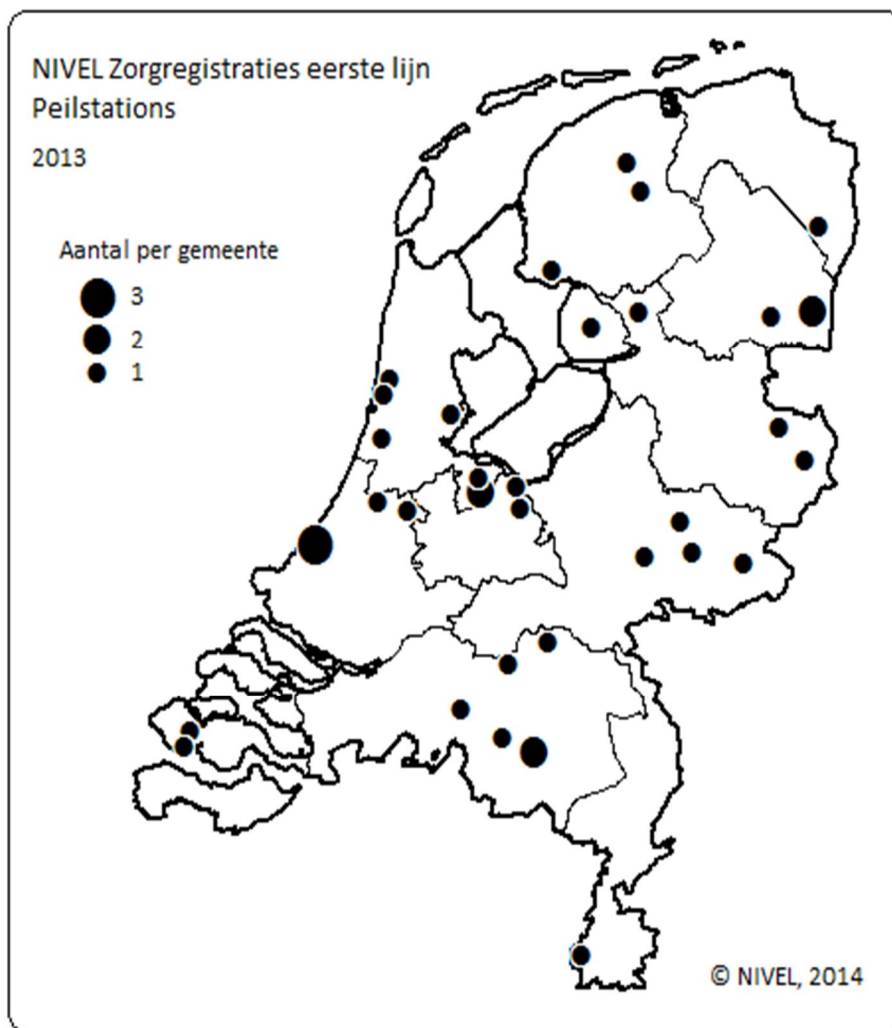 NIVEL Zorgregistraties eerste lijn
Peilstations
2013
Aantal per gemeente
3
2
1
© NIVEL, 2014